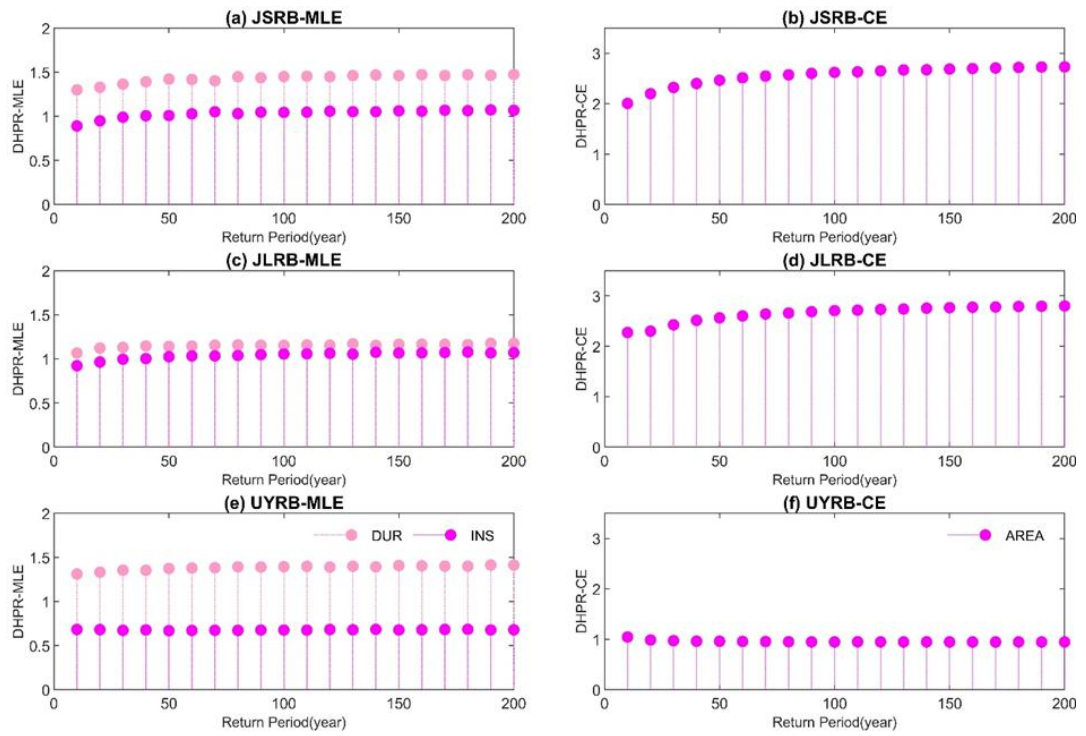 (a) JSRB-MLE
2
1.5
1
0.5
0
DHPR-MLE
0 50 100 150 200
Return Period(year)
(b) JSRB-CE
3
2
1
0
DHPR-CE
0 50 100 150 200
Return Period(year)
(c) JLRB-MLE
2
1.5
1
0.5
0
DHPR-MLE
0 50 100 150 200
Return Period(year)
(d) JLRB-CE
3
2
1
0
DHPR-CE
0 50 100 150 200
Return Period(year)
(e) UYRB-MLE
DUR INS
2
1.5
1
0.5
0
DHPR-MLE
0 50 100 150 200
Return Period(year)
(f) UYRB-CE
AREA
3
2
1
0
DHPR-CE
0 50 100 150 200
Return Period(year)